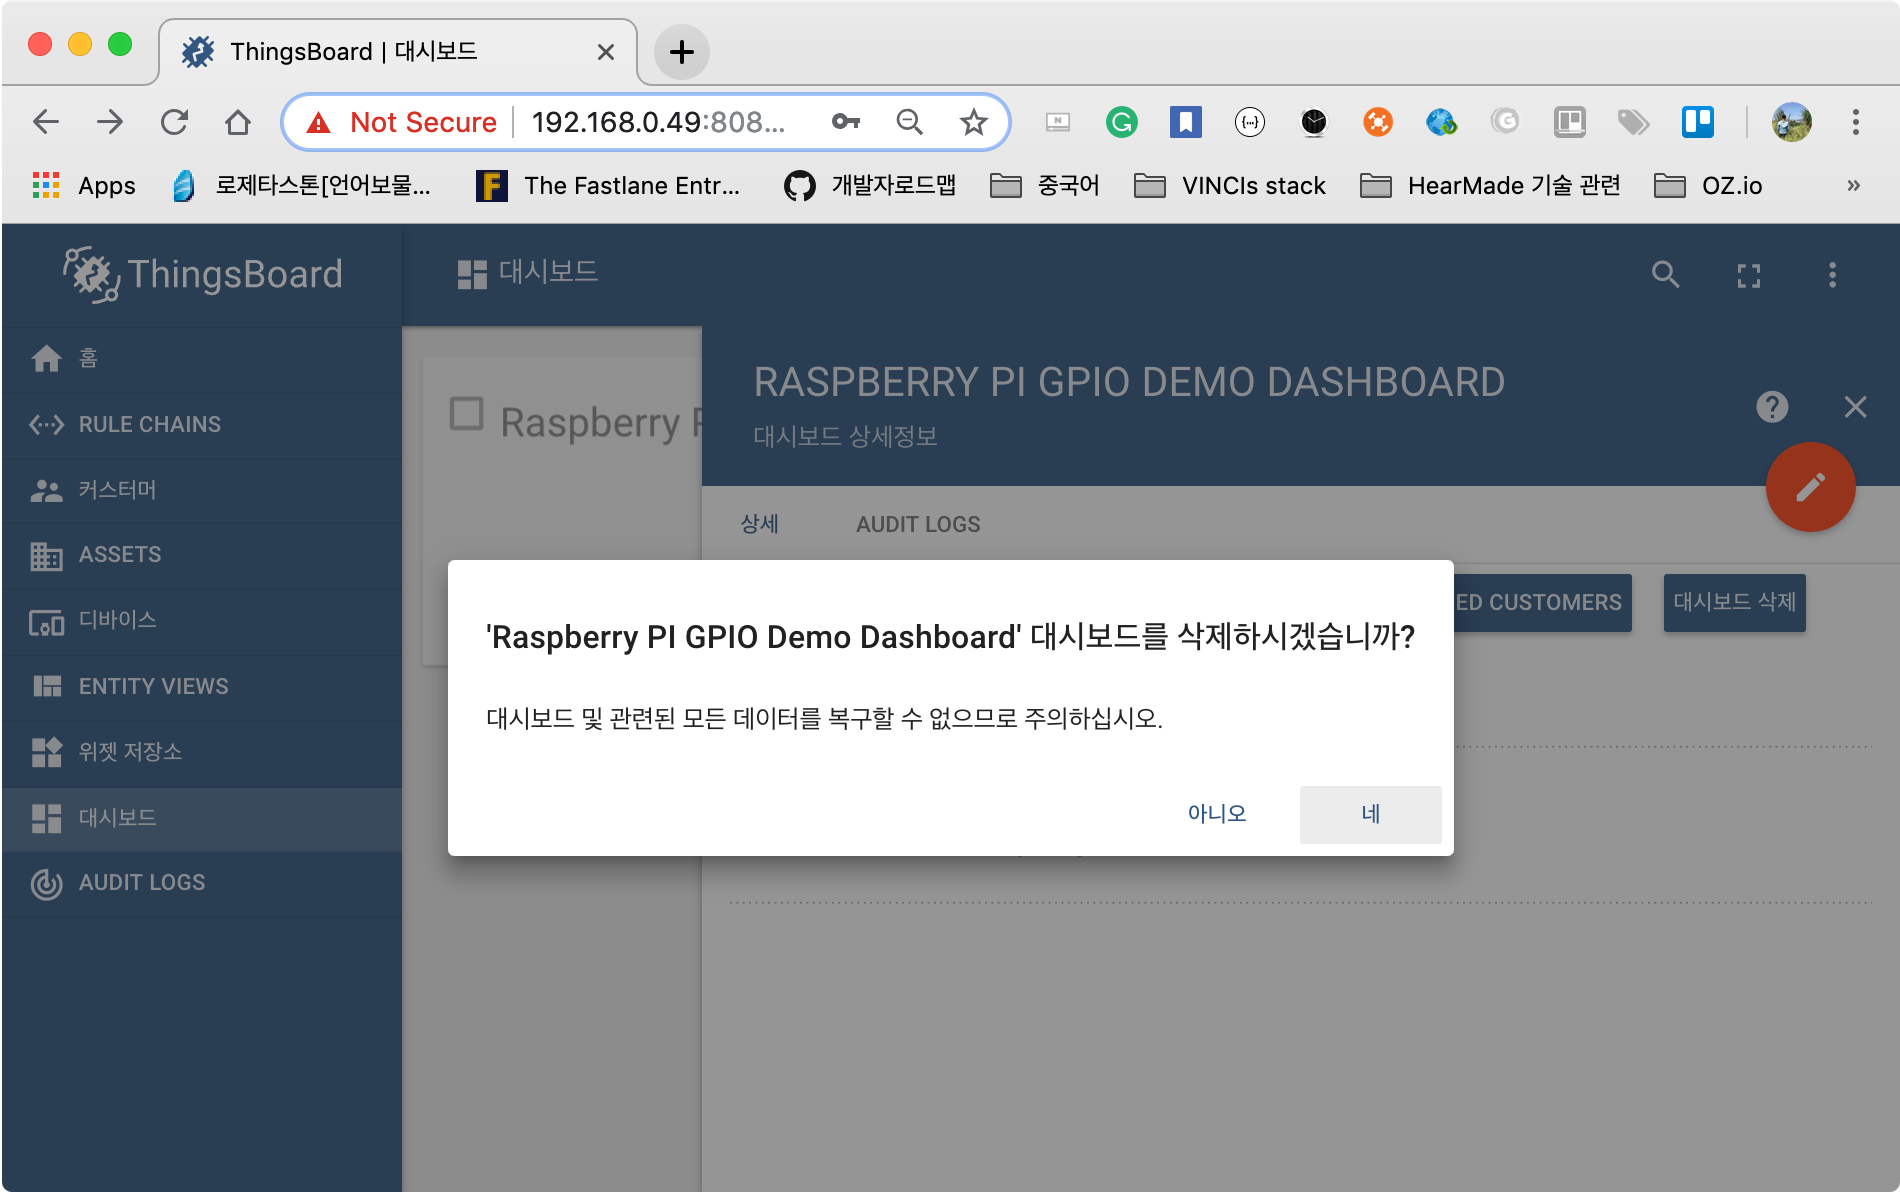 ThingsBoard | 대시보드
Not Secure 192.168.0.49:808...
Apps 로제타스톤[언어보물... The Fastlane Entr... 개발자로드맵 중국어 VINCIs stack HearMade 기술 관련 OZ.io »
ThingsBoard
대시보드
홈
RULE CHAINS
커스터머
ASSETS
디바이스
ENTITY VIEWS
위젯 저장소
대시보드
AUDIT LOGS
Raspberry P
RASPBERRY PI GPIO DEMO DASHBOARD
대시보드 상세정보
상세 AUDIT LOGS
ED CUSTOMERS 대시보드 삭제
'Raspberry PI GPIO Demo Dashboard' 대시보드를 삭제하시겠습니까?
대시보드 및 관련된 모든 데이터를 복구할 수 없으므로 주의하십시오.
아니오 네